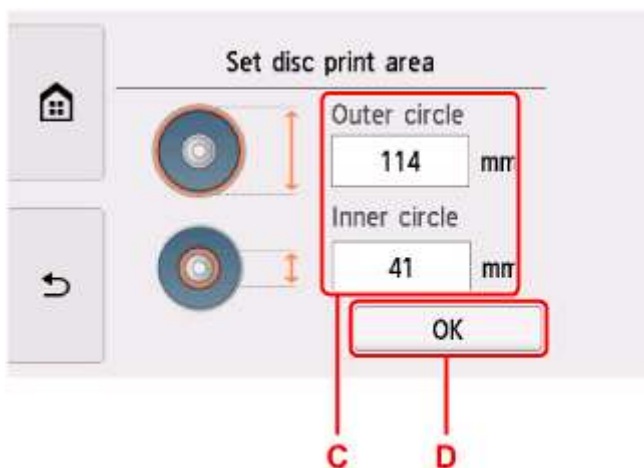 Set disc print area
Outer circle
114 mm
Inner circle
41 mm
OK
C D